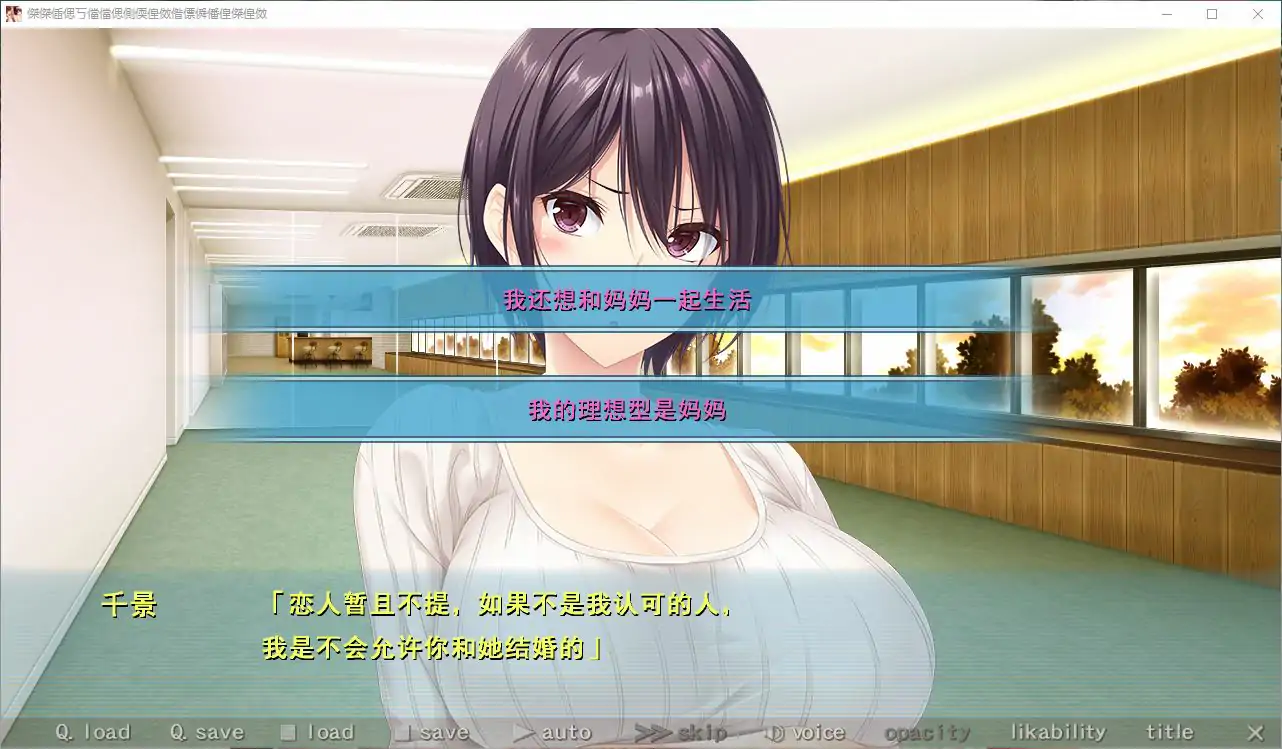 我还想和妈妈一起生活
我的理想型是妈妈
千景
「恋人暂且不提，如果不是我认可的人，
我是不会允许你和她结婚的」
Q. load Q. save load save auto skip voice opacity likability title